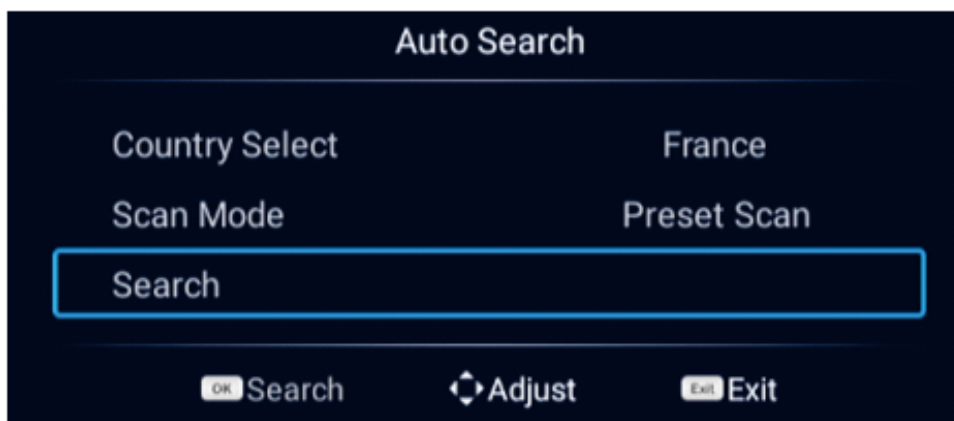 Auto Search
Country Select France
Scan Mode Preset Scan
Search
OK Search Adjust Exit Exit